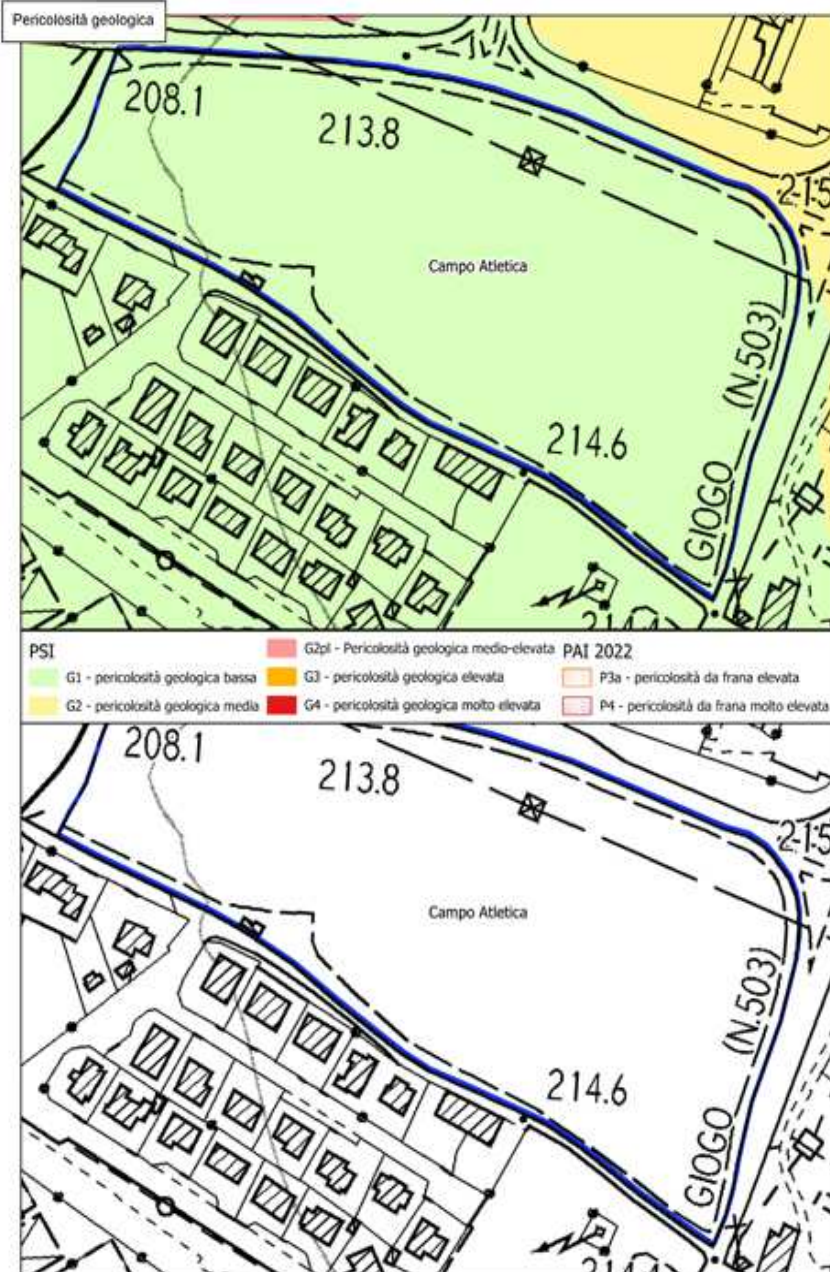 Pericolosità geologica
208.1
213.8
215
Campo Atletica
(N.503)
GIOGO
214.6
PSI
G1 - pericolosità geologica bassa
G2 - pericolosità geologica media
G2pl - Pericolosità geologica medio-elevata
G3 - pericolosità geologica elevata
G4 - pericolosità geologica molto elevata
PAI 2022
P3a - pericolosità da frana elevata
P4 - pericolosità da frana molto elevata
208.1
213.8
215
Campo Atletica
(N.503)
GIOGO
214.6